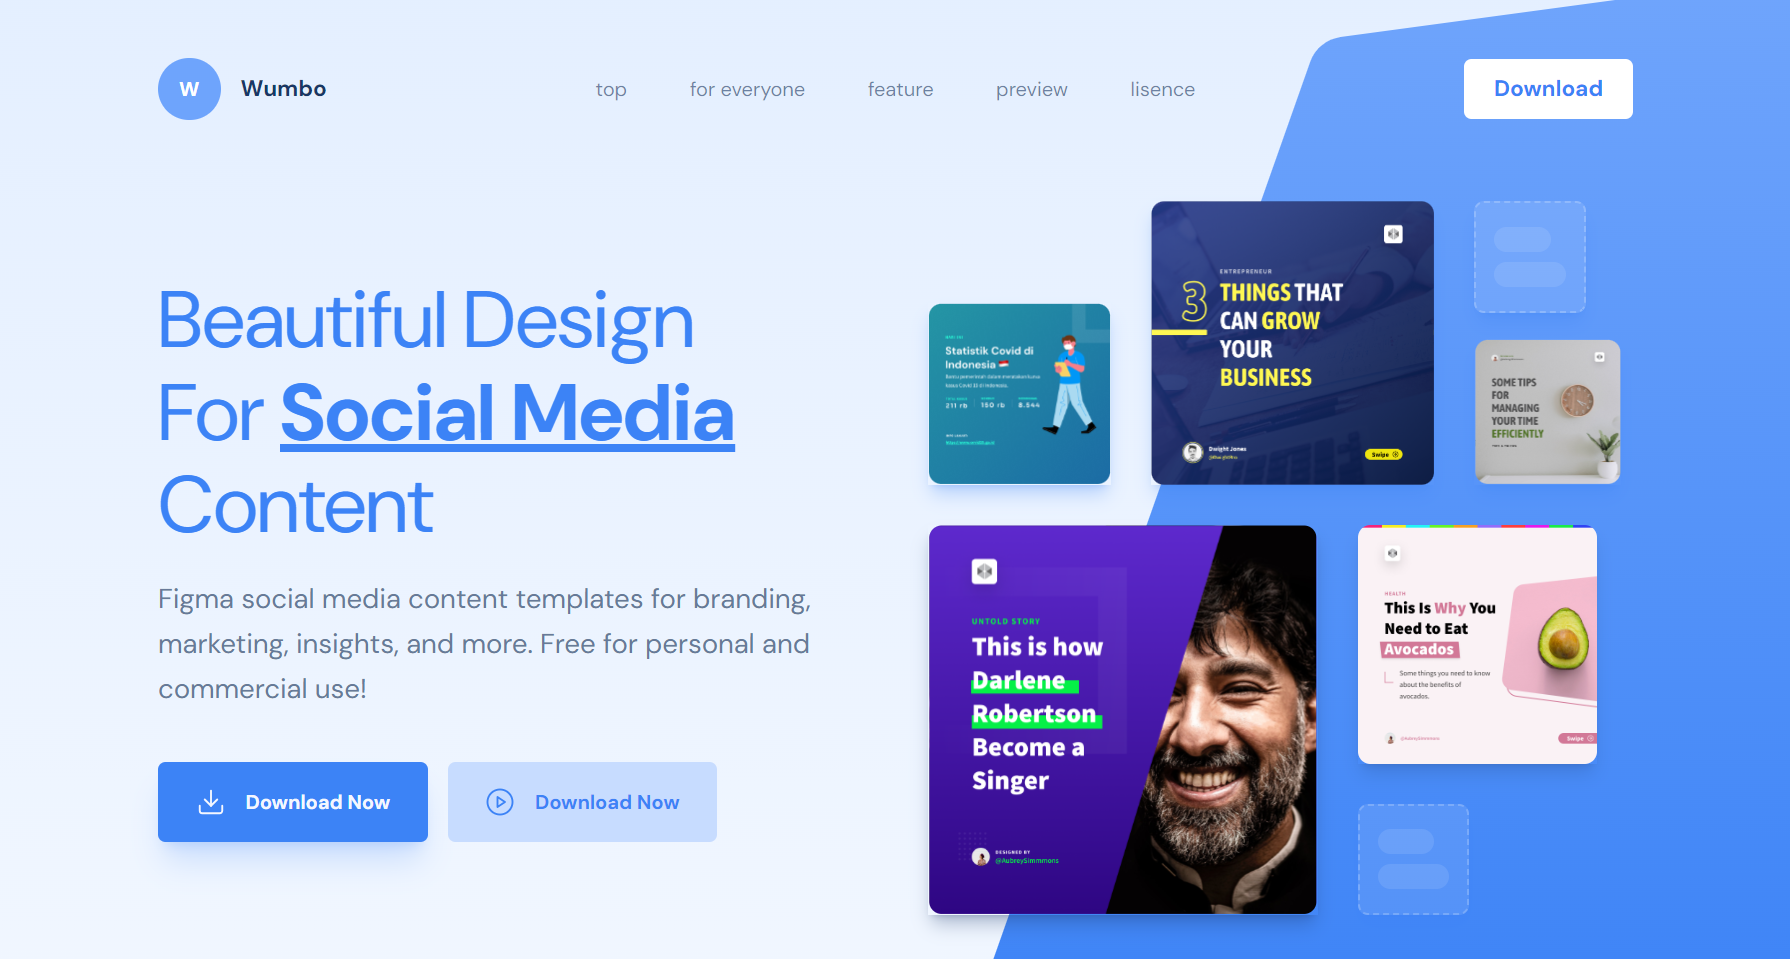 W
Wumbo
top
for everyone
feature
preview
lisence
Download
Beautiful Design
For Social Media
Content
Figma social media content templates for branding,
marketing, insights, and more. Free for personal and
commercial use!
Download Now
Download Now
Statistik Covid di
Indonesia
211 rb
150 rb
8.544
ENTREPRENEUR
3
THINGS THAT
CAN GROW
YOUR
BUSINESS
Dwight Jones
Swipe
SOME TIPS
FOR
MANAGING
YOUR TIME
EFFICIENTLY
UNTOLD STORY
This is how
Darlene
Robertson
Become a
Singer
DESIGNED BY
@AubreySimmmons
HEALTH
This Is Why You
Need to Eat
Avocados
Some things you need to know
about the benefits of
avocados.
@AubreySimmmons
Swipe